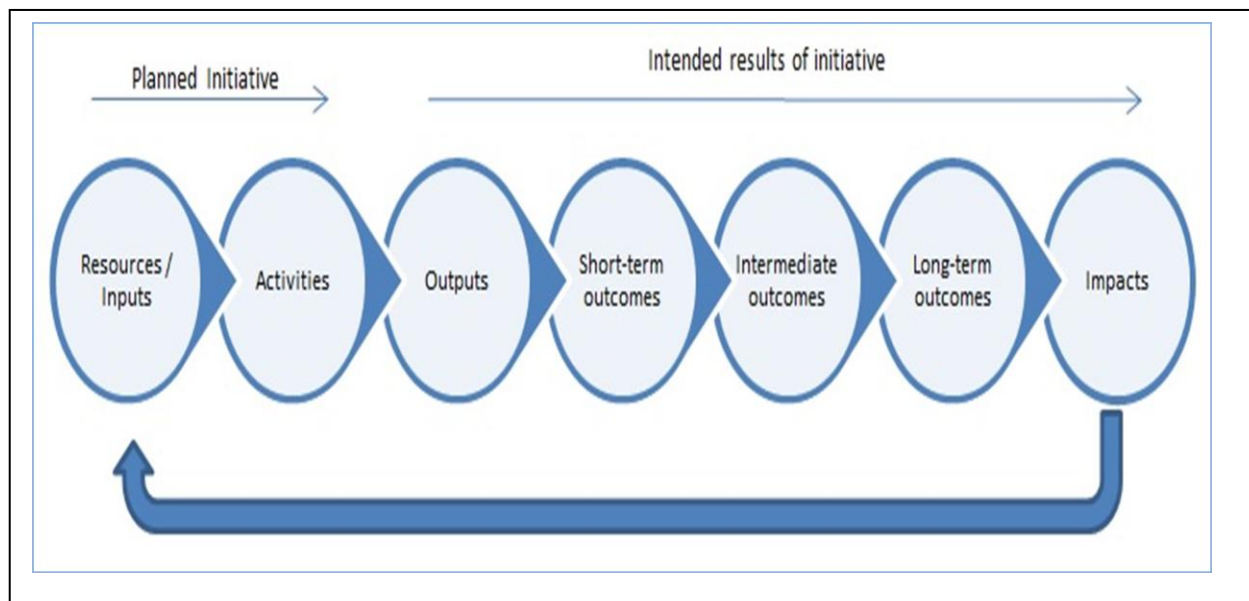 Planned Initiative
Intended results of initiative
Resources /
Inputs
Activities
Outputs
Short-term
outcomes
Intermediate
outcomes
Long-term
outcomes
Impacts